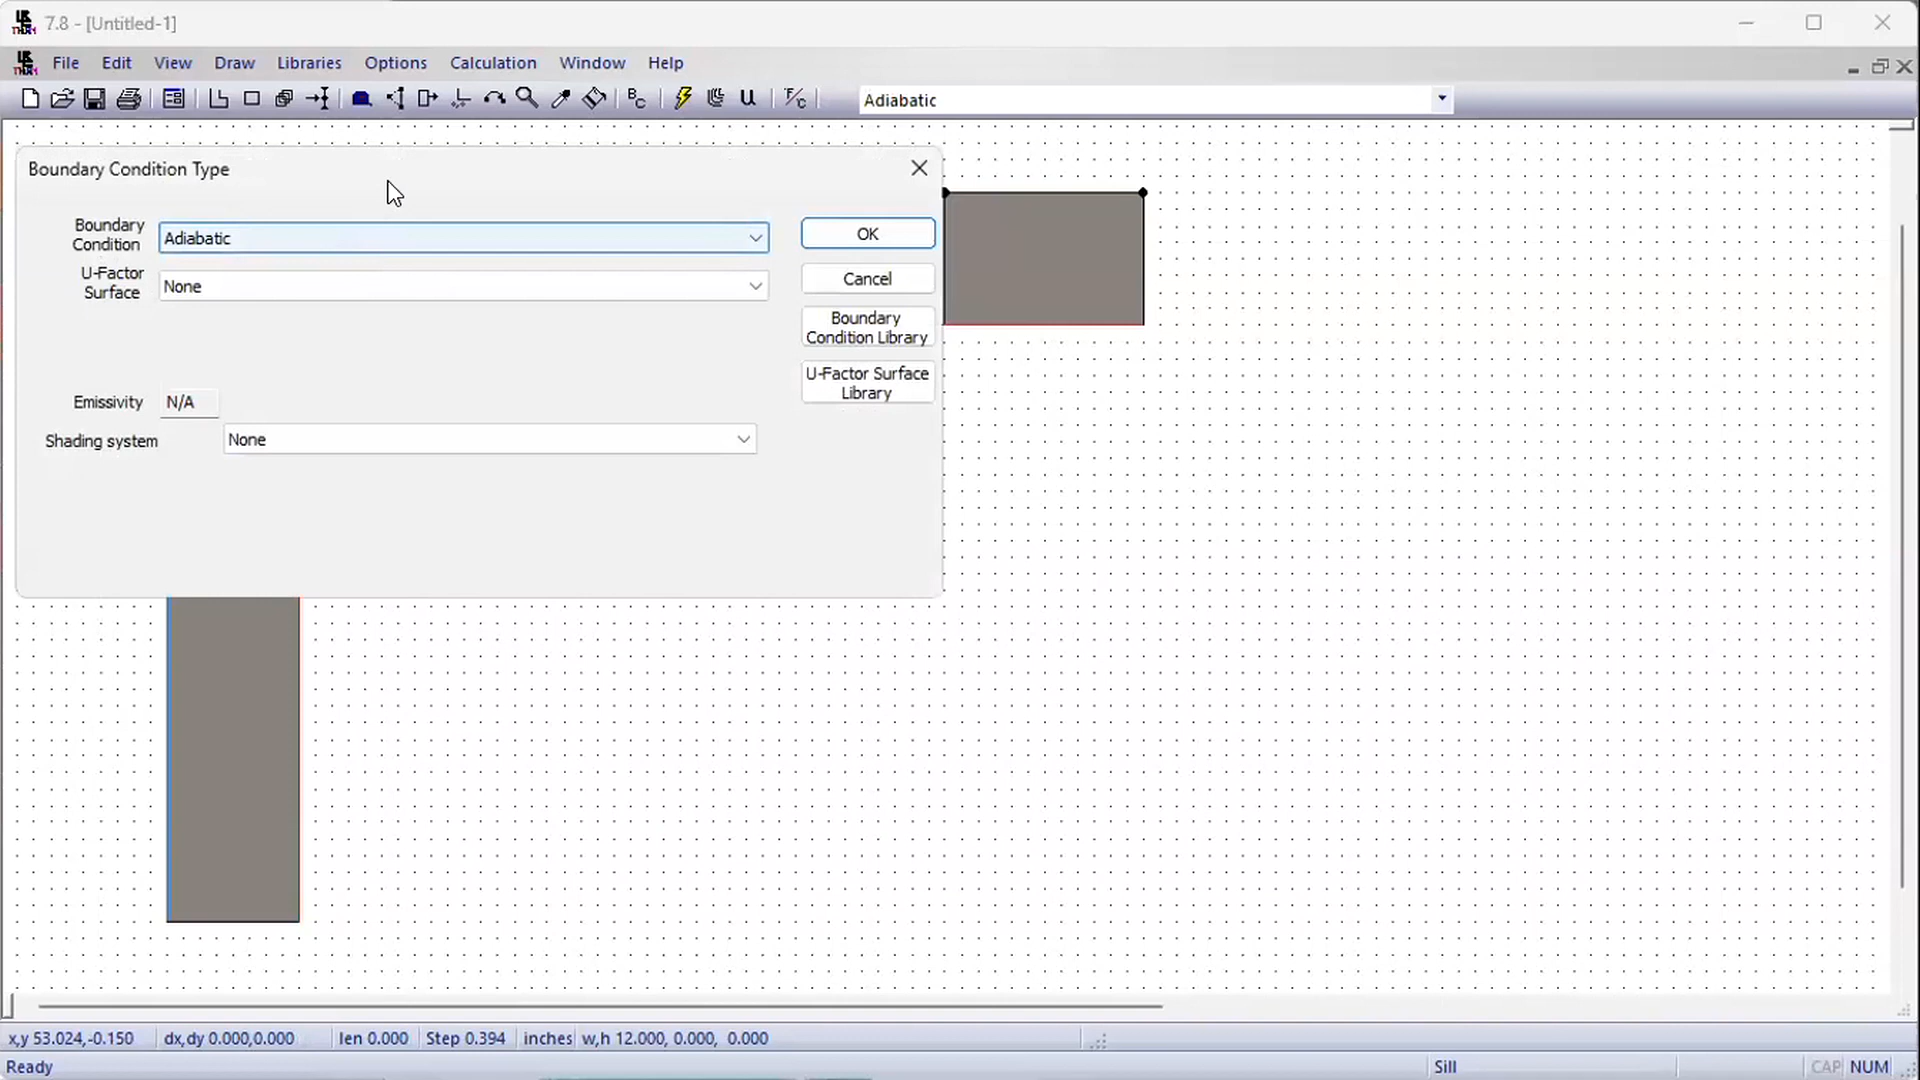 7.8 - [Untitled-1]
File Edit View Draw Libraries Options Calculation Window Help
Adiabatic
Boundary Condition Type
Boundary
Condition
Adiabatic
U-Factor
Surface
None
Emissivity N/A
Shading system None
OK
Cancel
Boundary
Condition Library
U-Factor Surface
Library
x,y 53.024,-0.150 dx,dy 0.000,0.000 len 0.000 Step 0.394 inches w,h 12.000, 0.000, 0.000
Ready Sill CAP NUM